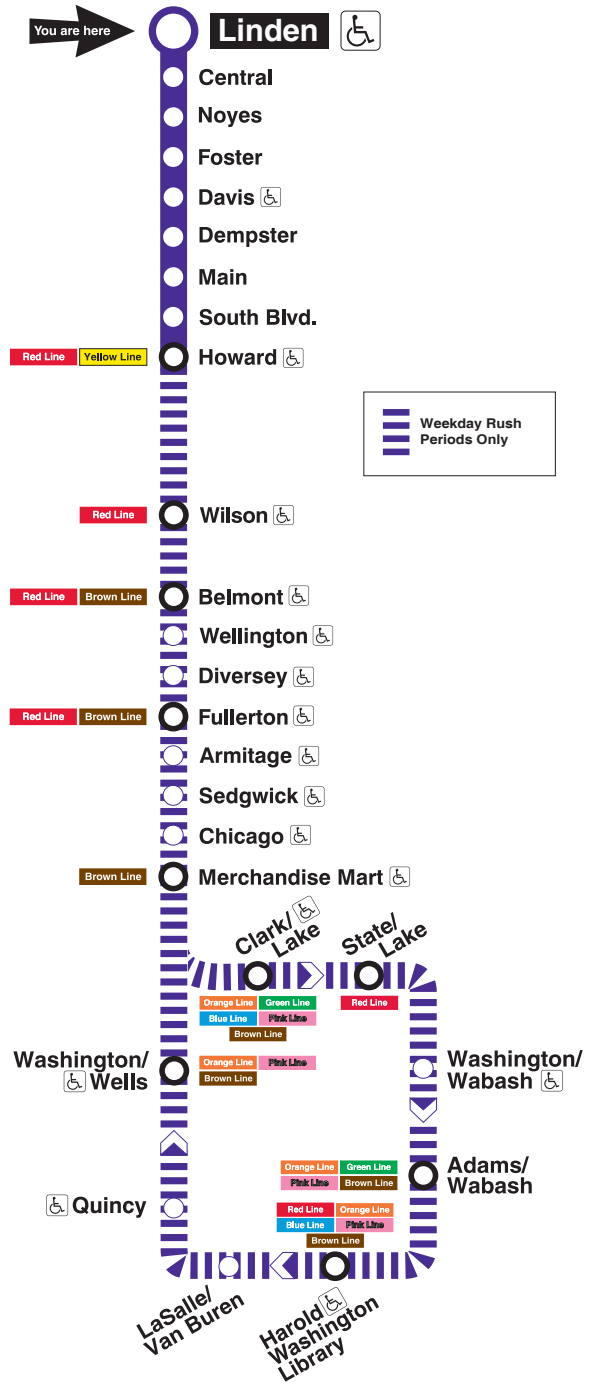 You are here
Linden
Central
Noyes
Foster
Davis
Dempster
Main
South Blvd.
Red Line Yellow Line Howard
Weekday Rush
Periods Only
Red Line Wilson
Red Line Brown Line Belmont
Wellington
Diversey
Red Line Brown Line Fullerton
Armitage
Sedgwick
Chicago
Brown Line Merchandise Mart
Clark/
Lake
State/
Lake
Orange Line Green Line
Blue Line Pink Line
Brown Line
Red Line
Washington/
Wells
Orange Line Pink Line
Brown Line
Washington/
Wabash
Orange Line Green Line
Pink Line Brown Line
Adams/
Wabash
Quincy
Red Line Orange Line
Blue Line Pink Line
Brown Line
LaSalle/
Van Buren
Harold
Washington
Library